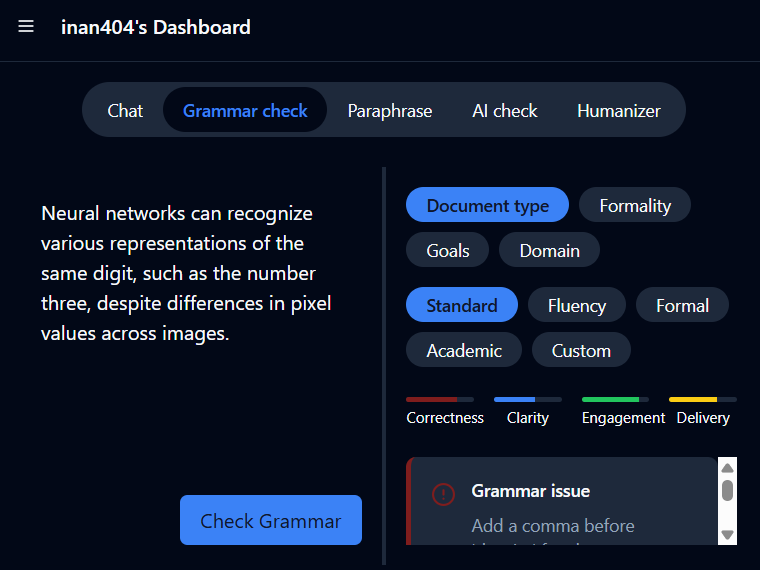 inan404's Dashboard
Chat Grammar check Paraphrase AI check Humanizer
Neural networks can recognize
various representations of the
same digit, such as the number
three, despite differences in pixel
values across images.
Check Grammar
Document type Formality
Goals Domain
Standard Fluency Formal
Academic Custom
Correctness Clarity Engagement Delivery
Grammar issue
Add a comma before